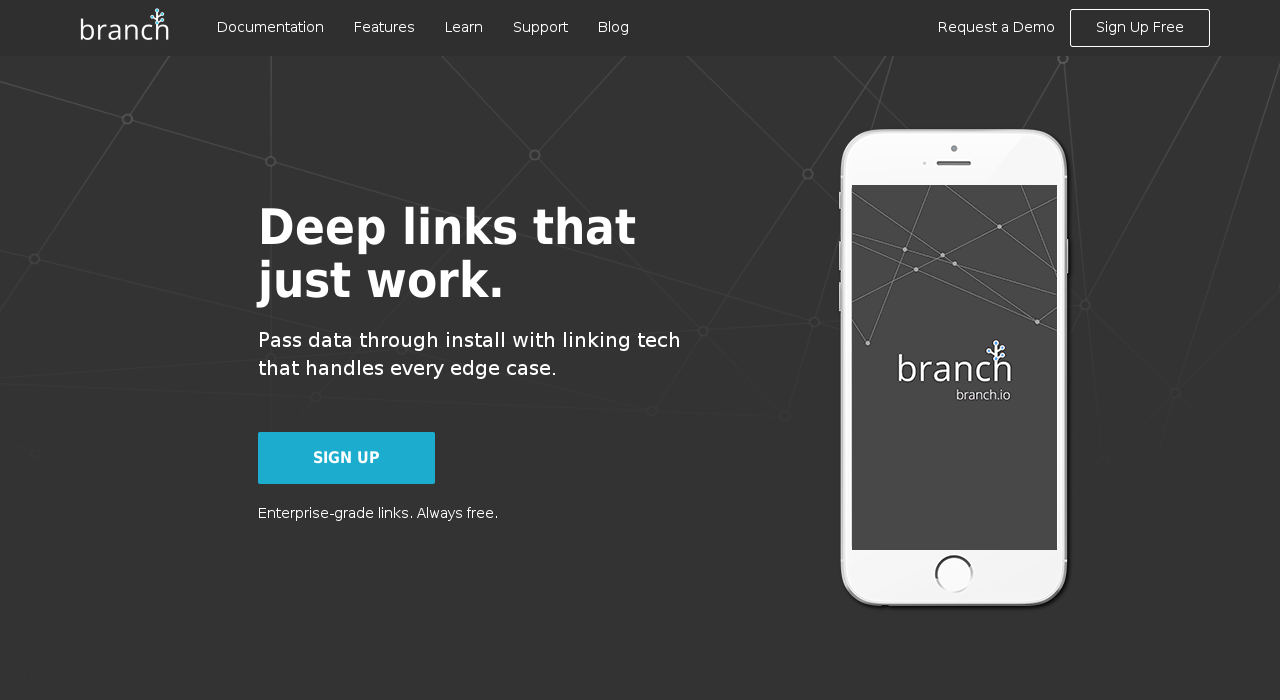 branch
Documentation
Features
Learn
Support
Blog
Request a Demo
Sign Up Free
Deep links that
just work.
Pass data through install with linking tech
that handles every edge case.
SIGN UP
Enterprise-grade links. Always free.
branch
branch.io